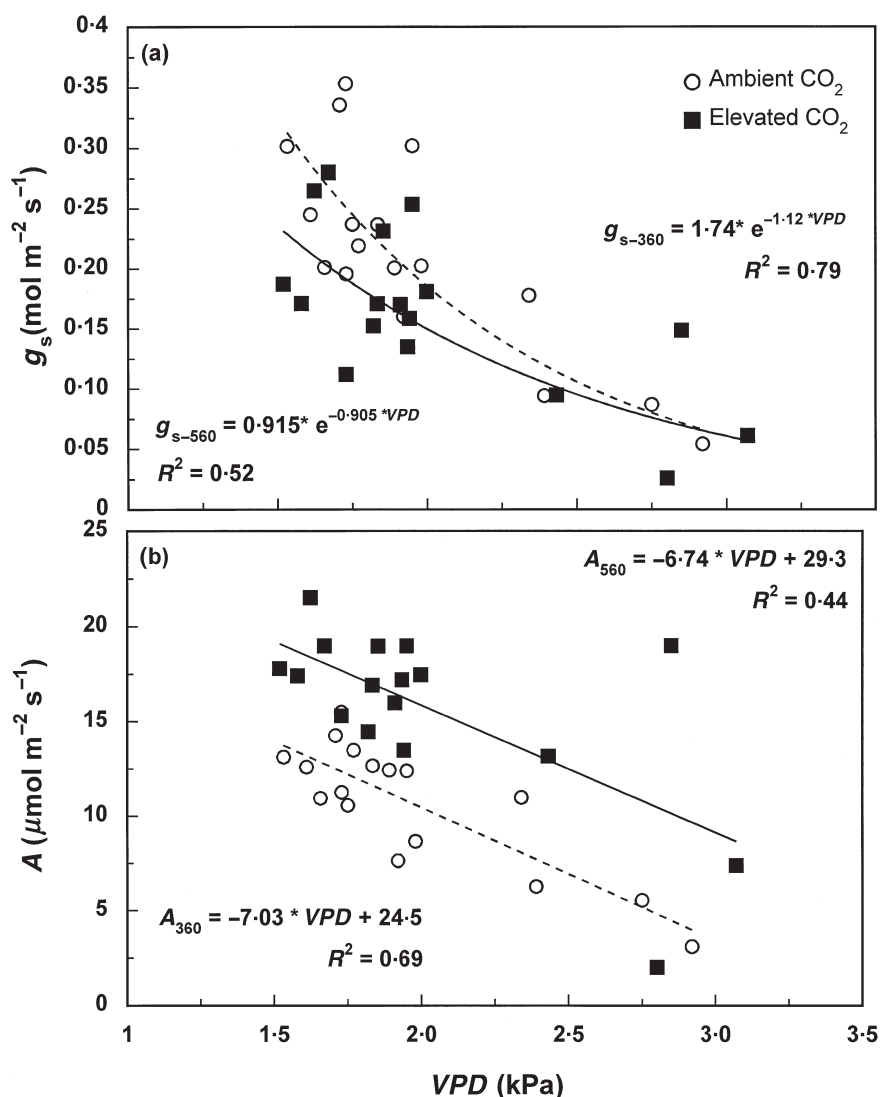 0·4
(a)
Ambient CO₂
Elevated CO₂
0·35
0·30
0·25
0·20
0·15
0·10
0·05
0
gₛ(mol m⁻² s⁻¹)
gₛ₋₃₆₀ = 1·74* e^–1·12 *VPD
R² = 0·79
gₛ₋₅₆₀ = 0·915* e^–0·905 *VPD
R² = 0·52
25
(b)
A₅₆₀ = –6·74 * VPD + 29·3
R² = 0·44
20
15
10
5
0
A (μmol m⁻² s⁻¹)
A₃₆₀ = –7·03 * VPD + 24·5
R² = 0·69
1 1·5 2·0 2·5 3·0 3·5
VPD (kPa)